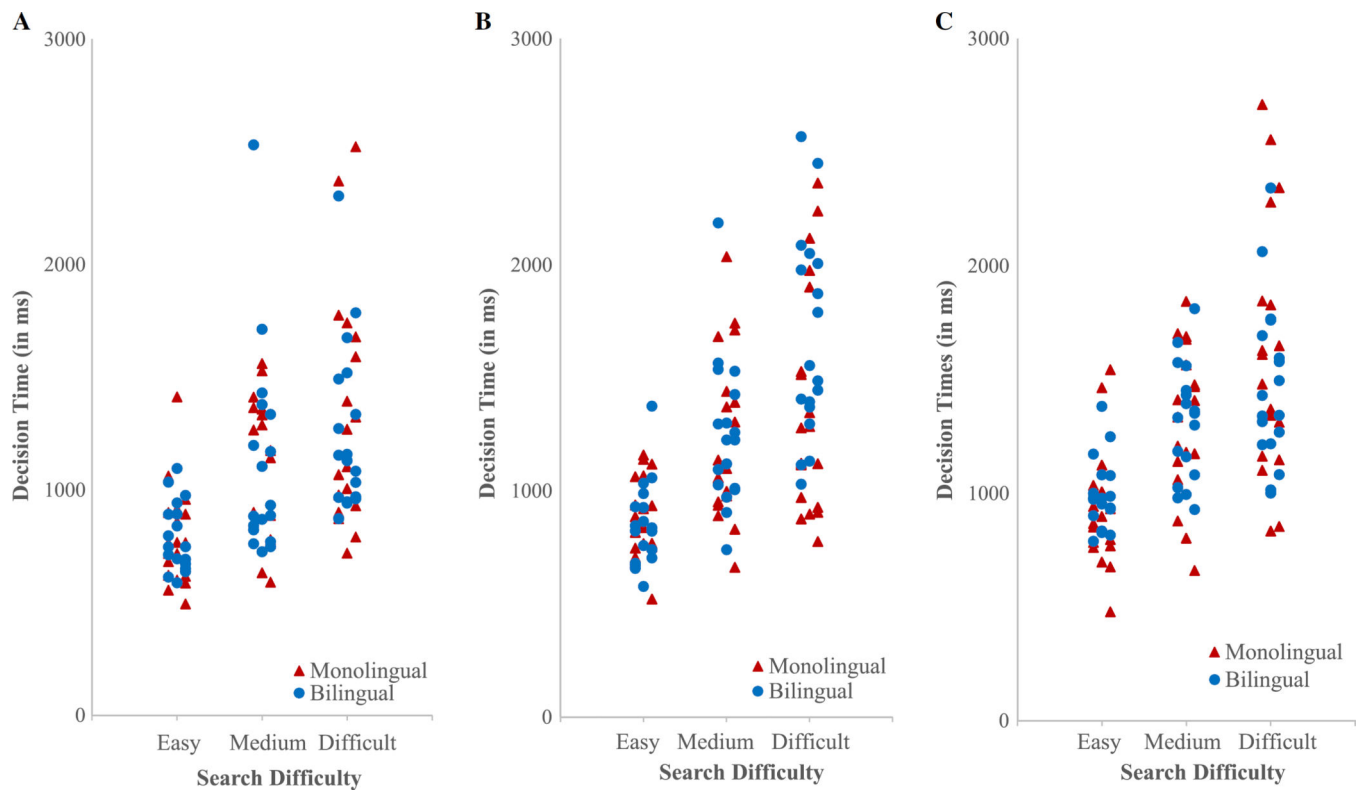 A
3000
2000
1000
0
Decision Time (in ms)
Easy Medium Difficult
Search Difficulty
Monolingual
Bilingual
B
3000
2000
1000
0
Decision Time (in ms)
Easy Medium Difficult
Search Difficulty
Monolingual
Bilingual
C
3000
2000
1000
0
Decision Times (in ms)
Easy Medium Difficult
Search Difficulty
Monolingual
Bilingual